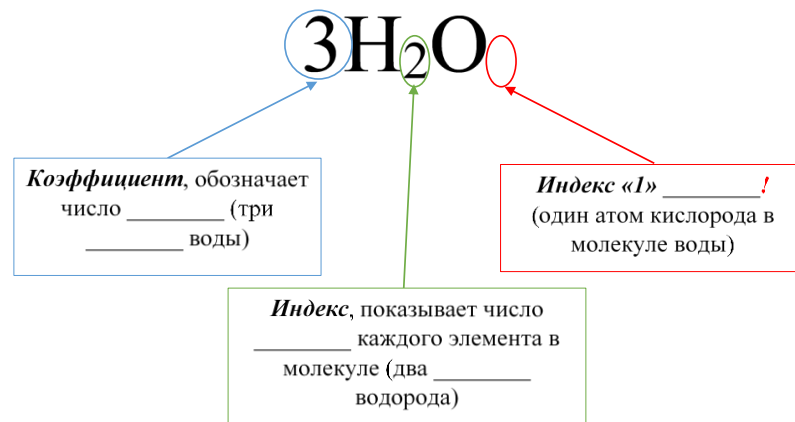 3H₂O
Коэффициент, обозначает
число ________ (три
________ воды)
Индекс «1» ________!
(один атом кислорода в
молекуле воды)
Индекс, показывает число
________ каждого элемента в
молекуле (два ________
водорода)